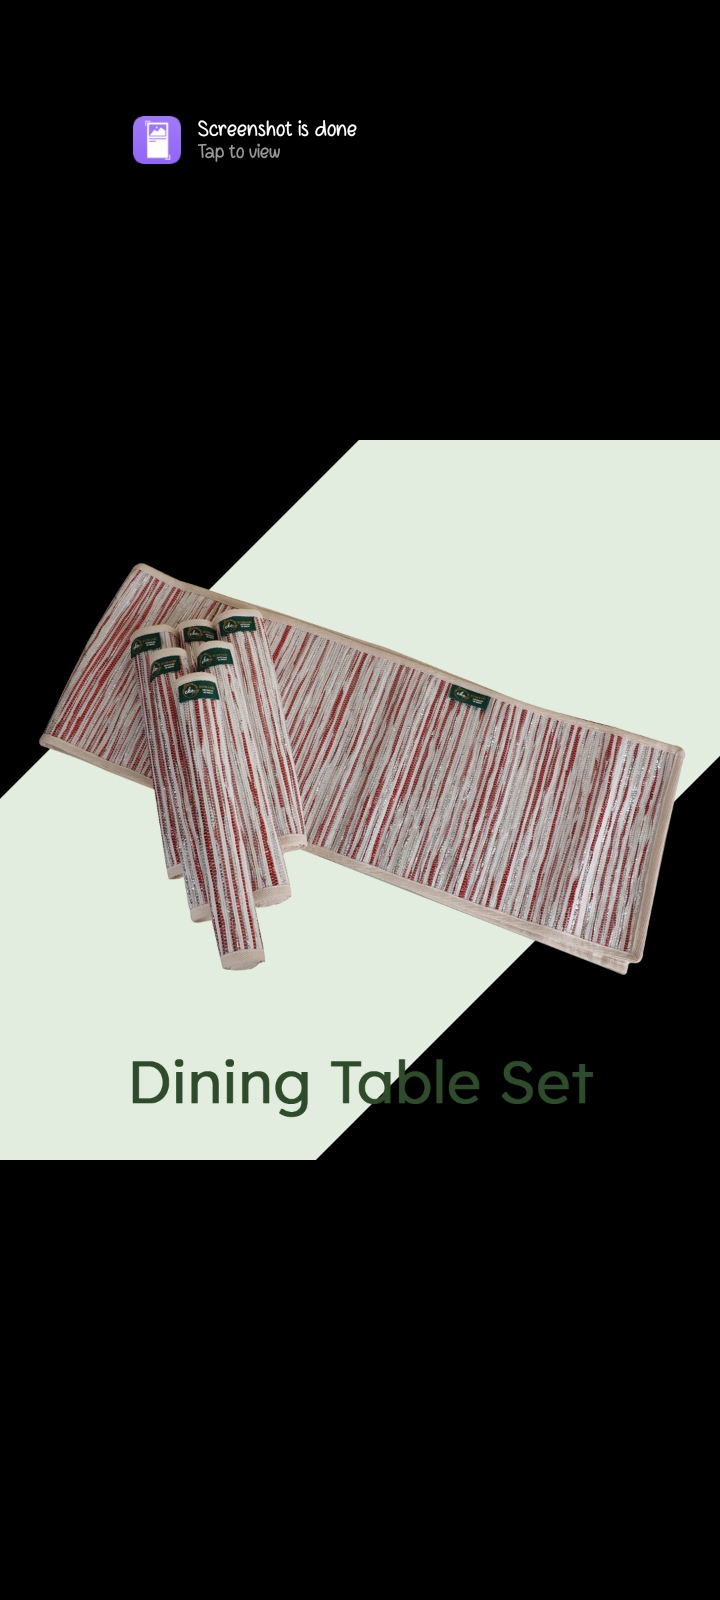 Screenshot is done
Tap to view
Dining Table Set